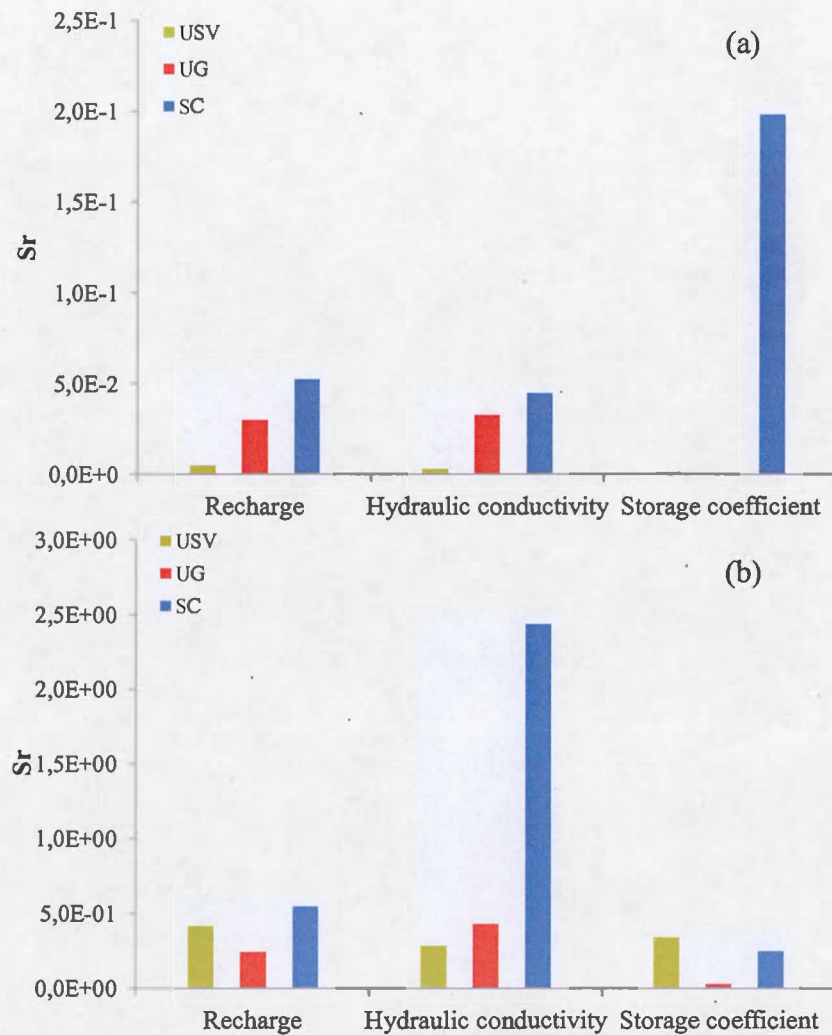 2,5E-1
USV
(a)
UG
2,0E-1
SC
1,5E-1
Sr
1,0E-1
5,0E-2
0,0E+0
Recharge Hydraulic conductivity Storage coefficient
3,0E+00
USV
(b)
UG
2,5E+00
SC
2,0E+00
1,5E+00
Sr
1,0E+00
5,0E-01
0,0E+00
Recharge Hydraulic conductivity Storage coefficient